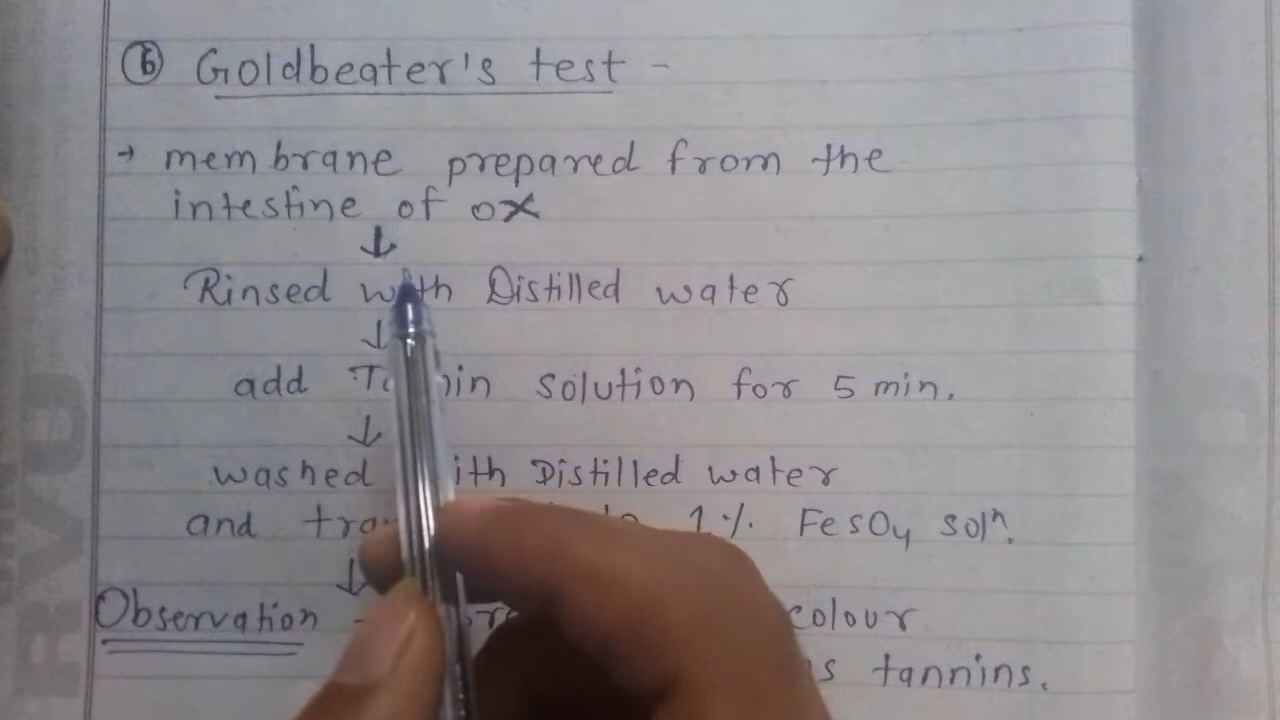 ⑥ Goldbeater's test -
→ membrane prepared from the
intestine of ox
↓
Rinsed with Distilled water
↓
add solution for 5 min.
↓
washed Distilled water
and 1% FeSO4 solⁿ.
↓
Observation - colour
tannins.